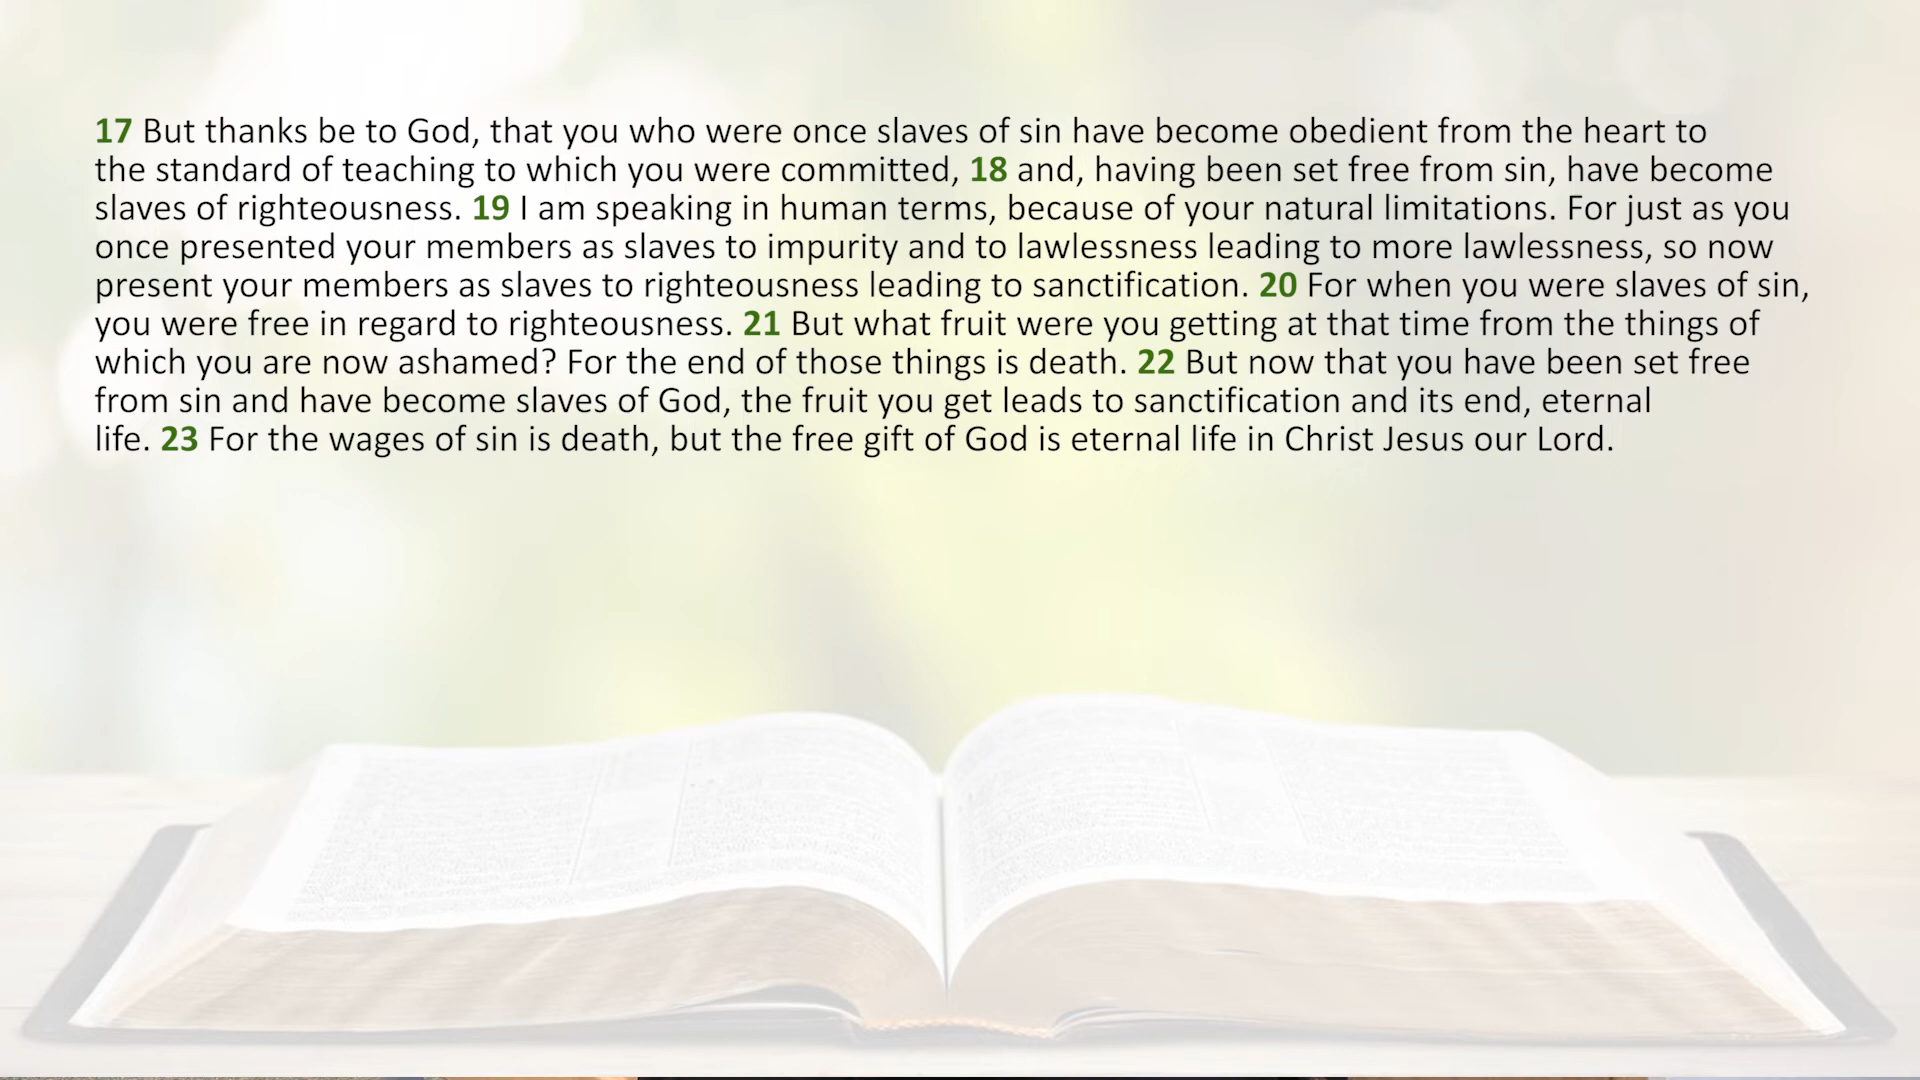 17 But thanks be to God, that you who were once slaves of sin have become obedient from the heart to
the standard of teaching to which you were committed, 18 and, having been set free from sin, have become
slaves of righteousness. 19 I am speaking in human terms, because of your natural limitations. For just as you
once presented your members as slaves to impurity and to lawlessness leading to more lawlessness, so now
present your members as slaves to righteousness leading to sanctification. 20 For when you were slaves of sin,
you were free in regard to righteousness. 21 But what fruit were you getting at that time from the things of
which you are now ashamed? For the end of those things is death. 22 But now that you have been set free
from sin and have become slaves of God, the fruit you get leads to sanctification and its end, eternal
life. 23 For the wages of sin is death, but the free gift of God is eternal life in Christ Jesus our Lord.